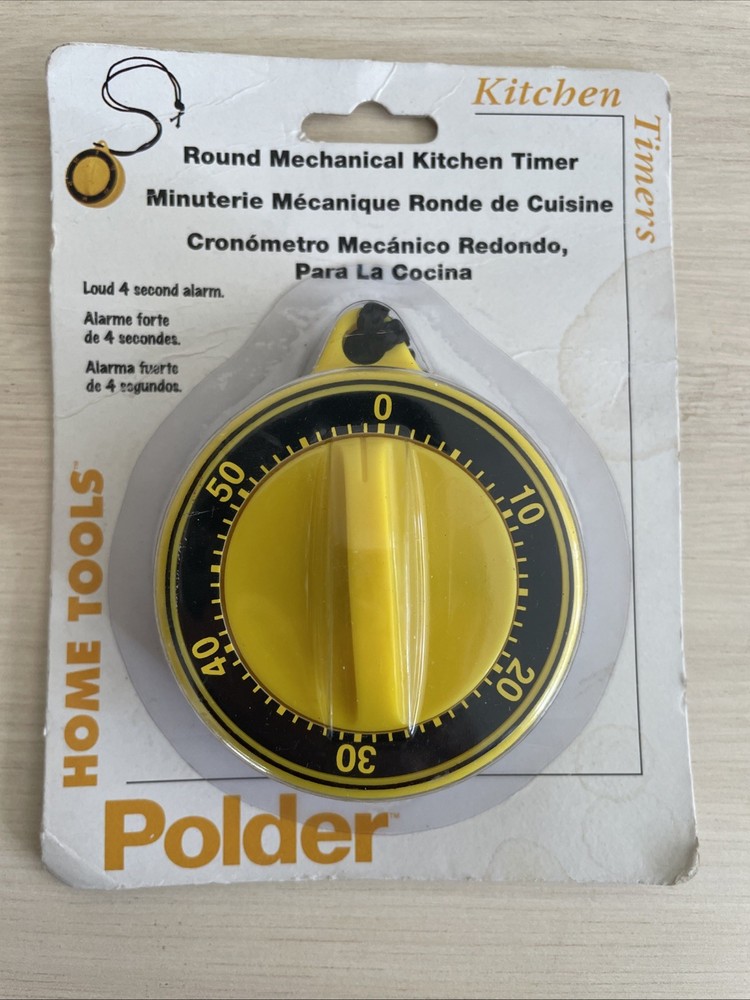 Kitchen
Timers
Round Mechanical Kitchen Timer
Minuterie Mécanique Ronde de Cuisine
Cronómetro Mecánico Redondo,
Para La Cocina
Loud 4 second alarm.
Alarme forte
de 4 secondes.
Alarma fuerte
de 4 segundos.
0
10
20
30
40
50
HOME TOOLS™
Polder™